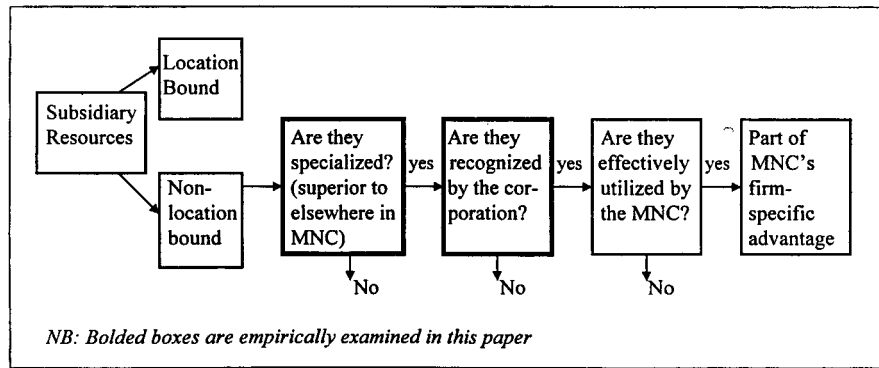 Location
Bound
Subsidiary
Resources
Non-
location
bound
Are they
specialized?
(superior to
elsewhere in
MNC)
yes
Are they
recognized
by the cor-
poration?
yes
Are they
effectively
utilized by
the MNC?
yes
Part of
MNC's
firm-
specific
advantage
No
No
No
NB: Bolded boxes are empirically examined in this paper